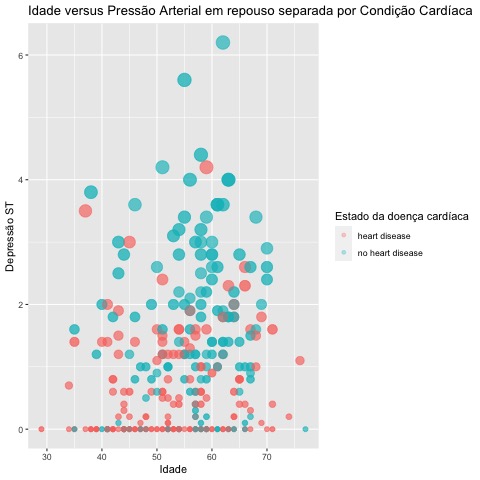 Idade versus Pressão Arterial em repouso separada por Condição Cardíaca
6
4
2
0
Depressão ST
30
40
50
60
70
Idade
Estado da doença cardíaca
heart disease
no heart disease